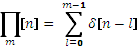 ∏_m [n] = ∑_{l=0}^{m−1} δ[n − l]